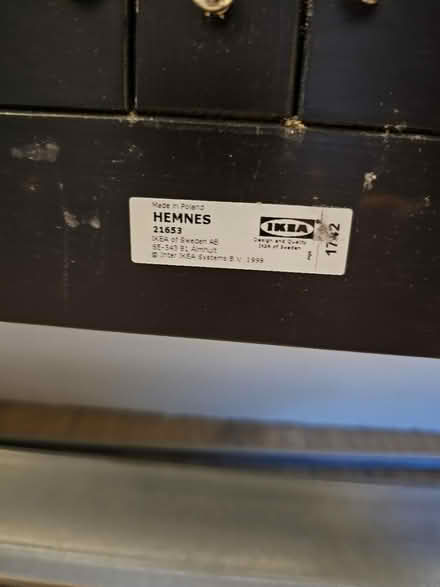 Made in Poland
HEMNES
21653
IKEA of Sweden AB
SE-343 81 Älmhult
© Inter IKEA Systems B.V. 1999
IKEA
Design and Quality
IKEA of Sweden